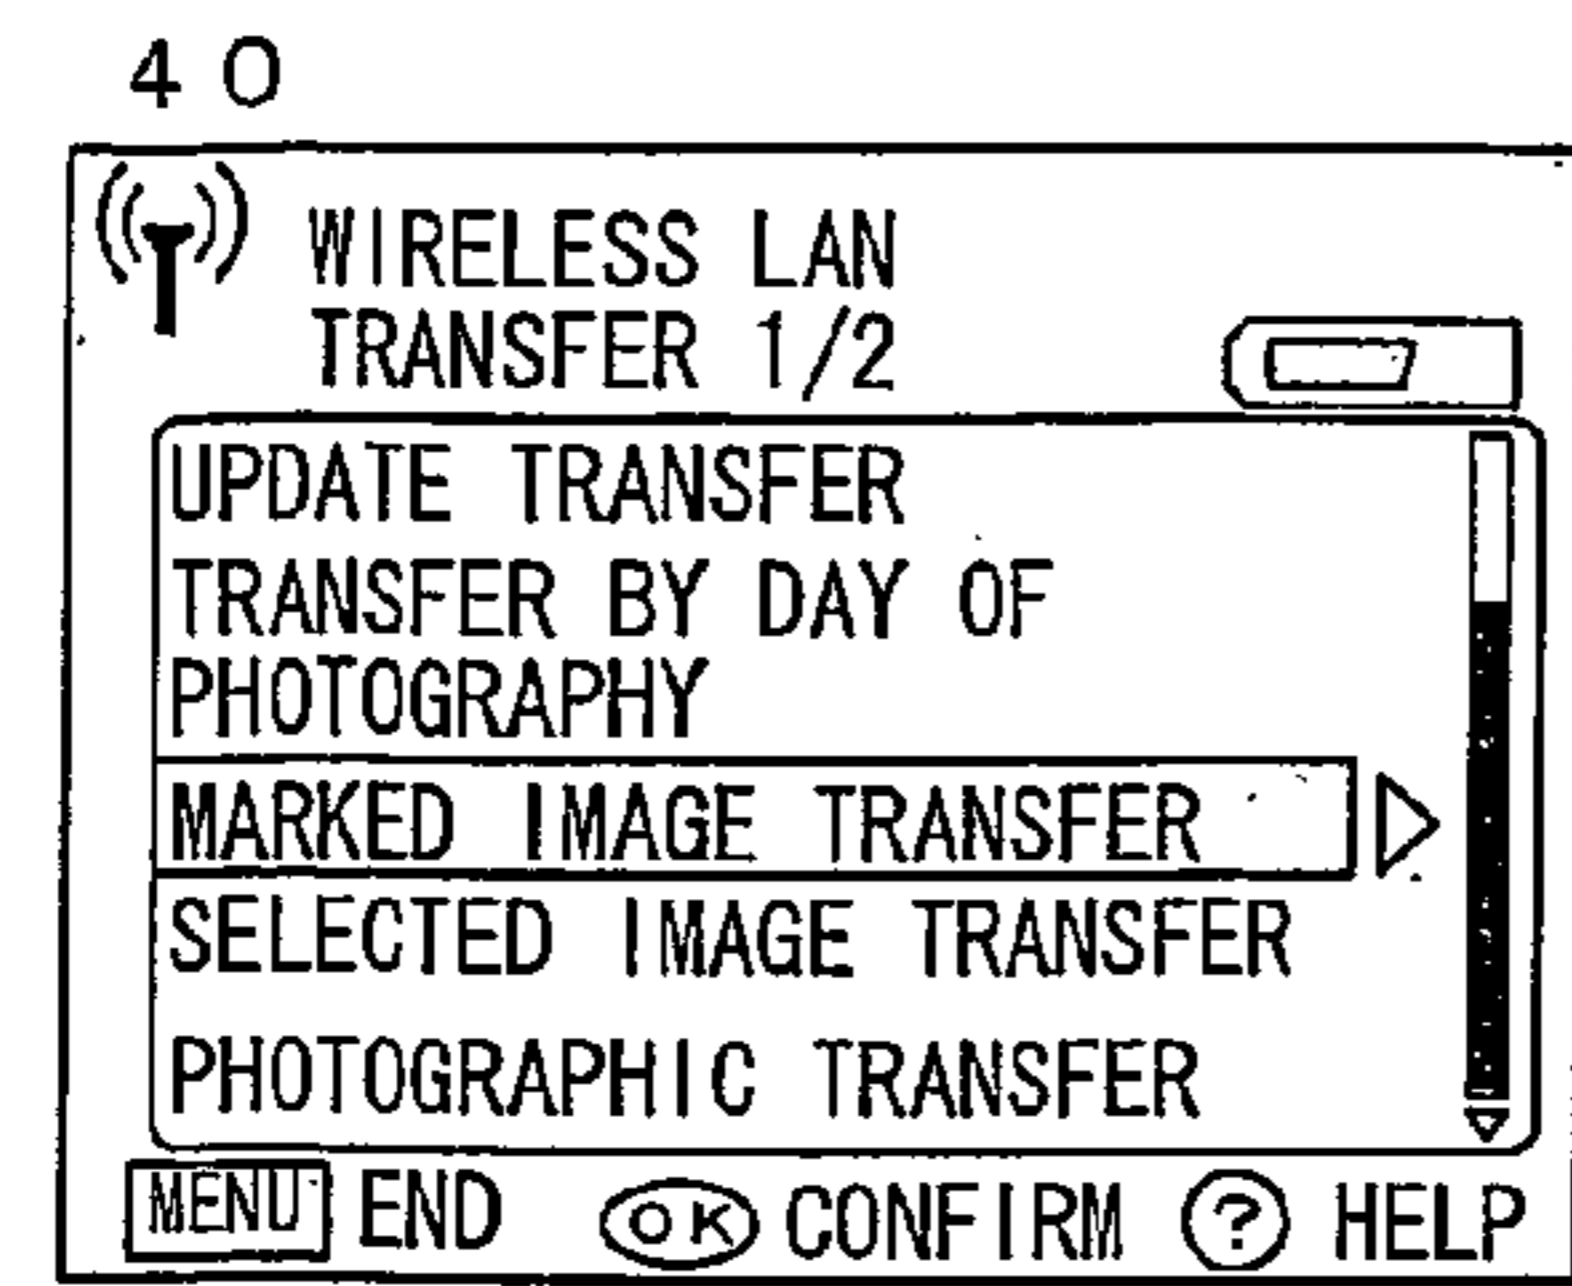 40
WIRELESS LAN
TRANSFER 1/2
UPDATE TRANSFER
TRANSFER BY DAY OF
PHOTOGRAPHY
MARKED IMAGE TRANSFER
SELECTED IMAGE TRANSFER
PHOTOGRAPHIC TRANSFER
MENU END OK CONFIRM ? HELP